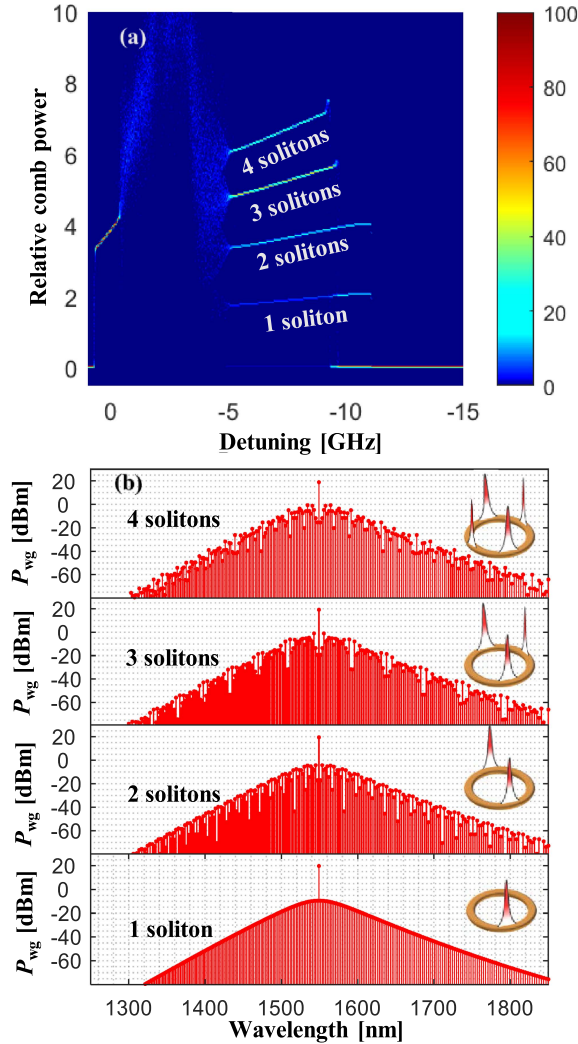 (a)
Relative comb power
10
8
6
4
2
0
4 solitons
3 solitons
2 solitons
1 soliton
0
-5
-10
-15
Detuning [GHz]
100
80
60
40
20
0
(b)
P_wg [dBm]
20
0
-20
-40
-60
4 solitons
P_wg [dBm]
20
0
-20
-40
-60
3 solitons
P_wg [dBm]
20
0
-20
-40
-60
2 solitons
P_wg [dBm]
20
0
-20
-40
-60
1 soliton
1300
1400
1500
1600
1700
1800
Wavelength [nm]